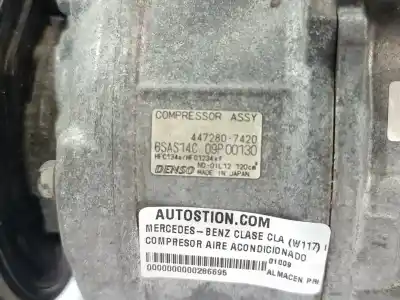 COMPRESSOR ASSY
447280-7420
6SAS14C 09P00130
HFC134a/HFO1234yf
DENSO ND-OIL12 120cm³
MADE IN JAPAN
AUTOSTION.COM
MERCEDES-BENZ CLASE CLA (W117)
COMPRESOR AIRE ACONDICIONADO
01009
0000000000286695
ALMACEN P/N